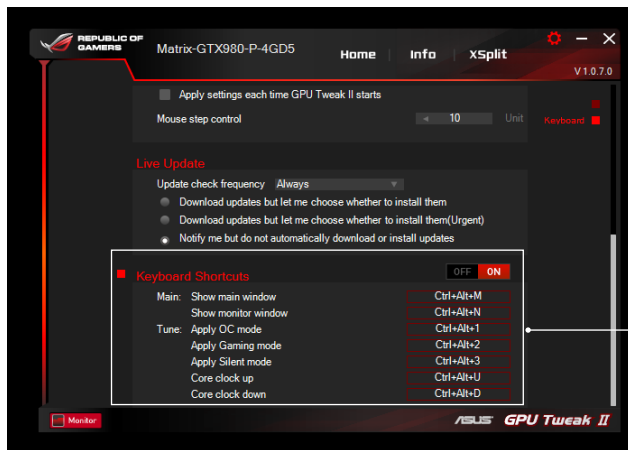 REPUBLIC OF
GAMERS
Matrix-GTX980-P-4GD5
Home Info XSplit
V 1.0.7.0
Apply settings each time GPU Tweak II starts
Mouse step control 10 Unit
Keyboard
Live Update
Update check frequency Always
Download updates but let me choose whether to install them
Download updates but let me choose whether to install them(Urgent)
Notify me but do not automatically download or install updates
Keyboard Shortcuts OFF ON
Main: Show main window Ctrl+Alt+M
Show monitor window Ctrl+Alt+N
Tune: Apply OC mode Ctrl+Alt+1
Apply Gaming mode Ctrl+Alt+2
Apply Silent mode Ctrl+Alt+3
Core clock up Ctrl+Alt+U
Core clock down Ctrl+Alt+D
Monitor
ASUS GPU Tweak II